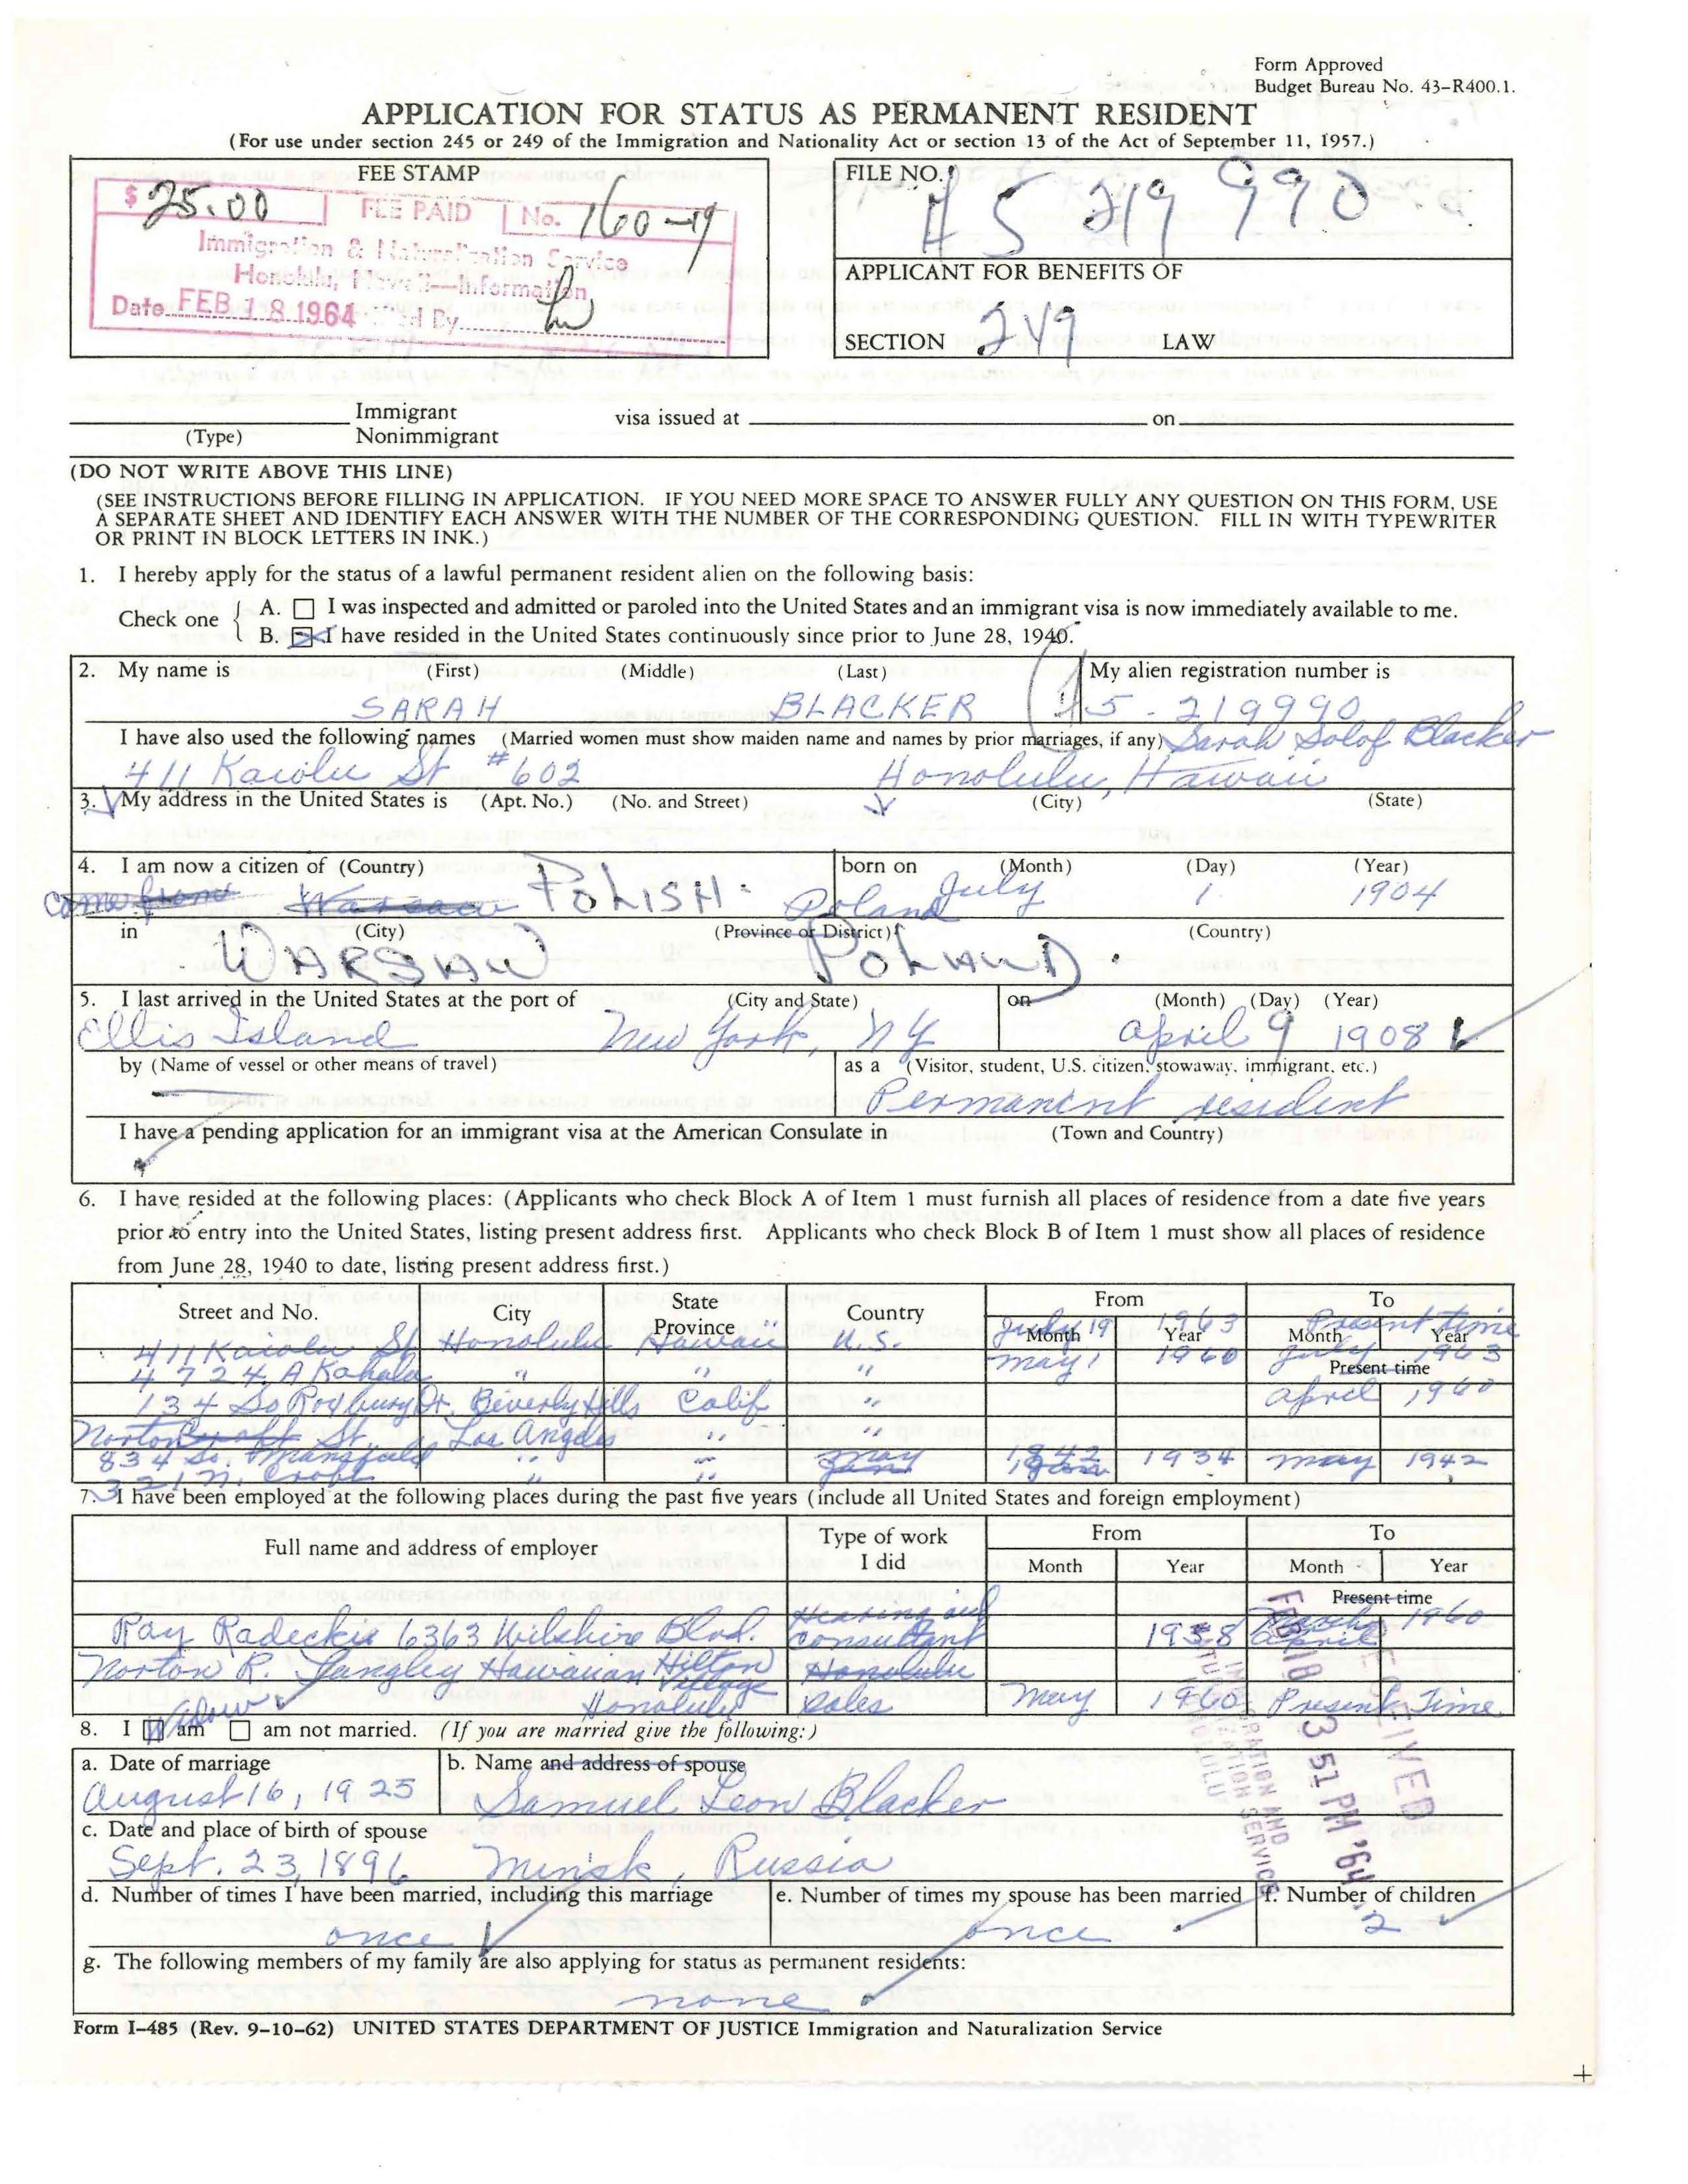 Form Approved
Budget Bureau No. 43-R400.1.
APPLICATION FOR STATUS AS PERMANENT RESIDENT
(For use under section 245 or 249 of the Immigration and Nationality Act or section 13 of the Act of September 11, 1957.)
FEE STAMP
$25.00 FEE PAID No. 160-19
Immigration & Naturalization Service
Honolulu, Hawaii—Information
Date FEB 18 1964 By
FILE NO. A5 219 990
APPLICANT FOR BENEFITS OF
SECTION 249 LAW
Immigrant visa issued at on
(Type) Nonimmigrant
(DO NOT WRITE ABOVE THIS LINE)
(SEE INSTRUCTIONS BEFORE FILLING IN APPLICATION. IF YOU NEED MORE SPACE TO ANSWER FULLY ANY QUESTION ON THIS FORM, USE
A SEPARATE SHEET AND IDENTIFY EACH ANSWER WITH THE NUMBER OF THE CORRESPONDING QUESTION. FILL IN WITH TYPEWRITER
OR PRINT IN BLOCK LETTERS IN INK.)
1. I hereby apply for the status of a lawful permanent resident alien on the following basis:
Check one
A. I was inspected and admitted or paroled into the United States and an immigrant visa is now immediately available to me.
B. I have resided in the United States continuously since prior to June 28, 1940.
2. My name is (First) (Middle) (Last) My alien registration number is
SARAH BLACKER A5-219990
I have also used the following names (Married women must show maiden name and names by prior marriages, if any) Sarah Solof Blacker
411 Kaiolu St #602 Honolulu, Hawaii
3. My address in the United States is (Apt. No.) (No. and Street) (City) (State)
4. I am now a citizen of (Country) born on (Month) (Day) (Year)
come from Warsaw POLISH. Poland July 1 1904
in (City) (Province or District) (Country)
WARSAW POLAND.
5. I last arrived in the United States at the port of (City and State) on (Month) (Day) (Year)
Ellis Island New York, NY april 9 1908
by (Name of vessel or other means of travel) as a (Visitor, student, U.S. citizen, stowaway, immigrant, etc.)
Permanent resident
I have a pending application for an immigrant visa at the American Consulate in (Town and Country)
6. I have resided at the following places: (Applicants who check Block A of Item 1 must furnish all places of residence from a date five years
prior to entry into the United States, listing present address first. Applicants who check Block B of Item 1 must show all places of residence
from June 28, 1940 to date, listing present address first.)
Street and No. City State Province Country From To
Month Year Month Year
411 Kaiolu St Honolulu Hawaii U.S. July 19 1963 Present time
4724 A Kahala " " " May 1 1960 July 1963
Present time
134 So Roxbury Dr. Beverly Hills Calif " april 1960
Norton St Los Angeles " "
834 So. Mansfield " " May 1942 1934 may 1942
321 N.
7. I have been employed at the following places during the past five years (include all United States and foreign employment)
Full name and address of employer Type of work I did From To
Month Year Month Year
Present time
Ray Radeckis 6363 Wilshire Blvd. Hearing aid consultant 1958 March april 1960
Norton R. Langley Hawaiian Hilton Village Honolulu
Honolulu Sales May 1960 Present Time
Widow
8. I am am not married. (If you are married give the following:)
a. Date of marriage b. Name and address of spouse
August 16, 1925 Samuel Leon Blacker
c. Date and place of birth of spouse
Sept. 23, 1896 Minsk, Russia
d. Number of times I have been married, including this marriage e. Number of times my spouse has been married f. Number of children
once once 2
g. The following members of my family are also applying for status as permanent residents:
none
RECEIVED
FEB 18 3 51 PM '64
IMMIGRATION AND
NATURALIZATION SERVICE
HONOLULU
Form I-485 (Rev. 9-10-62) UNITED STATES DEPARTMENT OF JUSTICE Immigration and Naturalization Service